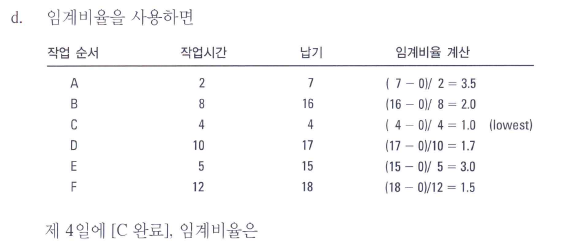 d. 임계비율을 사용하면
작업 순서 작업시간 납기 임계비율 계산
A 2 7 ( 7 − 0)/ 2 = 3.5
B 8 16 (16 − 0)/ 8 = 2.0
C 4 4 ( 4 − 0)/ 4 = 1.0 (lowest)
D 10 17 (17 − 0)/10 = 1.7
E 5 15 (15 − 0)/ 5 = 3.0
F 12 18 (18 − 0)/12 = 1.5
제 4일에 [C 완료], 임계비율은